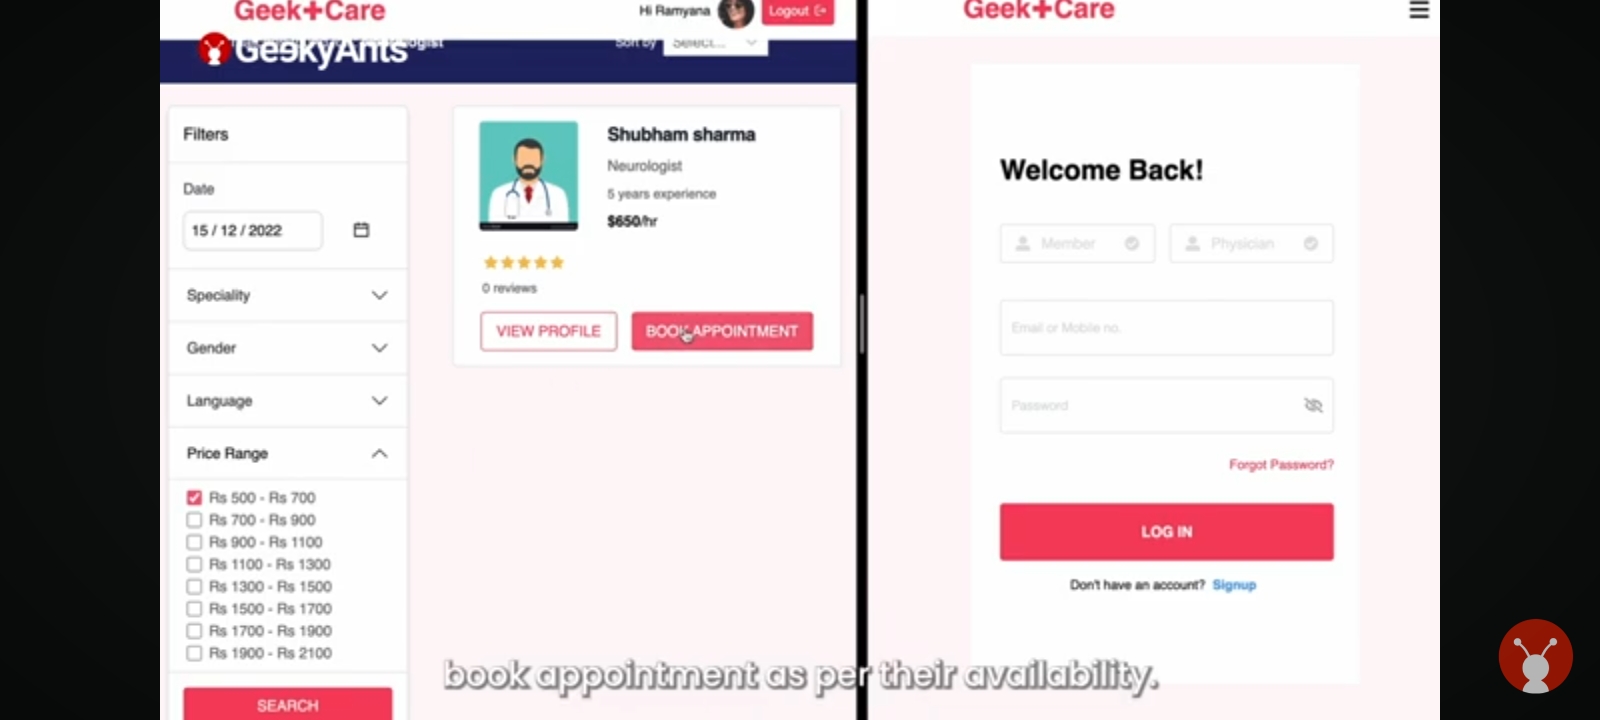 Geek+Care
Hi Ramyana
Logout
GeekyAnts
ogist
Sort by
Select...
Filters
Date
15 / 12 / 2022
Speciality
Gender
Language
Price Range
Rs 500 - Rs 700
Rs 700 - Rs 900
Rs 900 - Rs 1100
Rs 1100 - Rs 1300
Rs 1300 - Rs 1500
Rs 1500 - Rs 1700
Rs 1700 - Rs 1900
Rs 1900 - Rs 2100
SEARCH
Shubham sharma
Neurologist
5 years experience
$650/hr
0 reviews
VIEW PROFILE
BOOK APPOINTMENT
Geek+Care
Welcome Back!
Member
Physician
Email or Mobile no.
Password
Forgot Password?
LOG IN
Don't have an account? Signup
book appointment as per their availability.